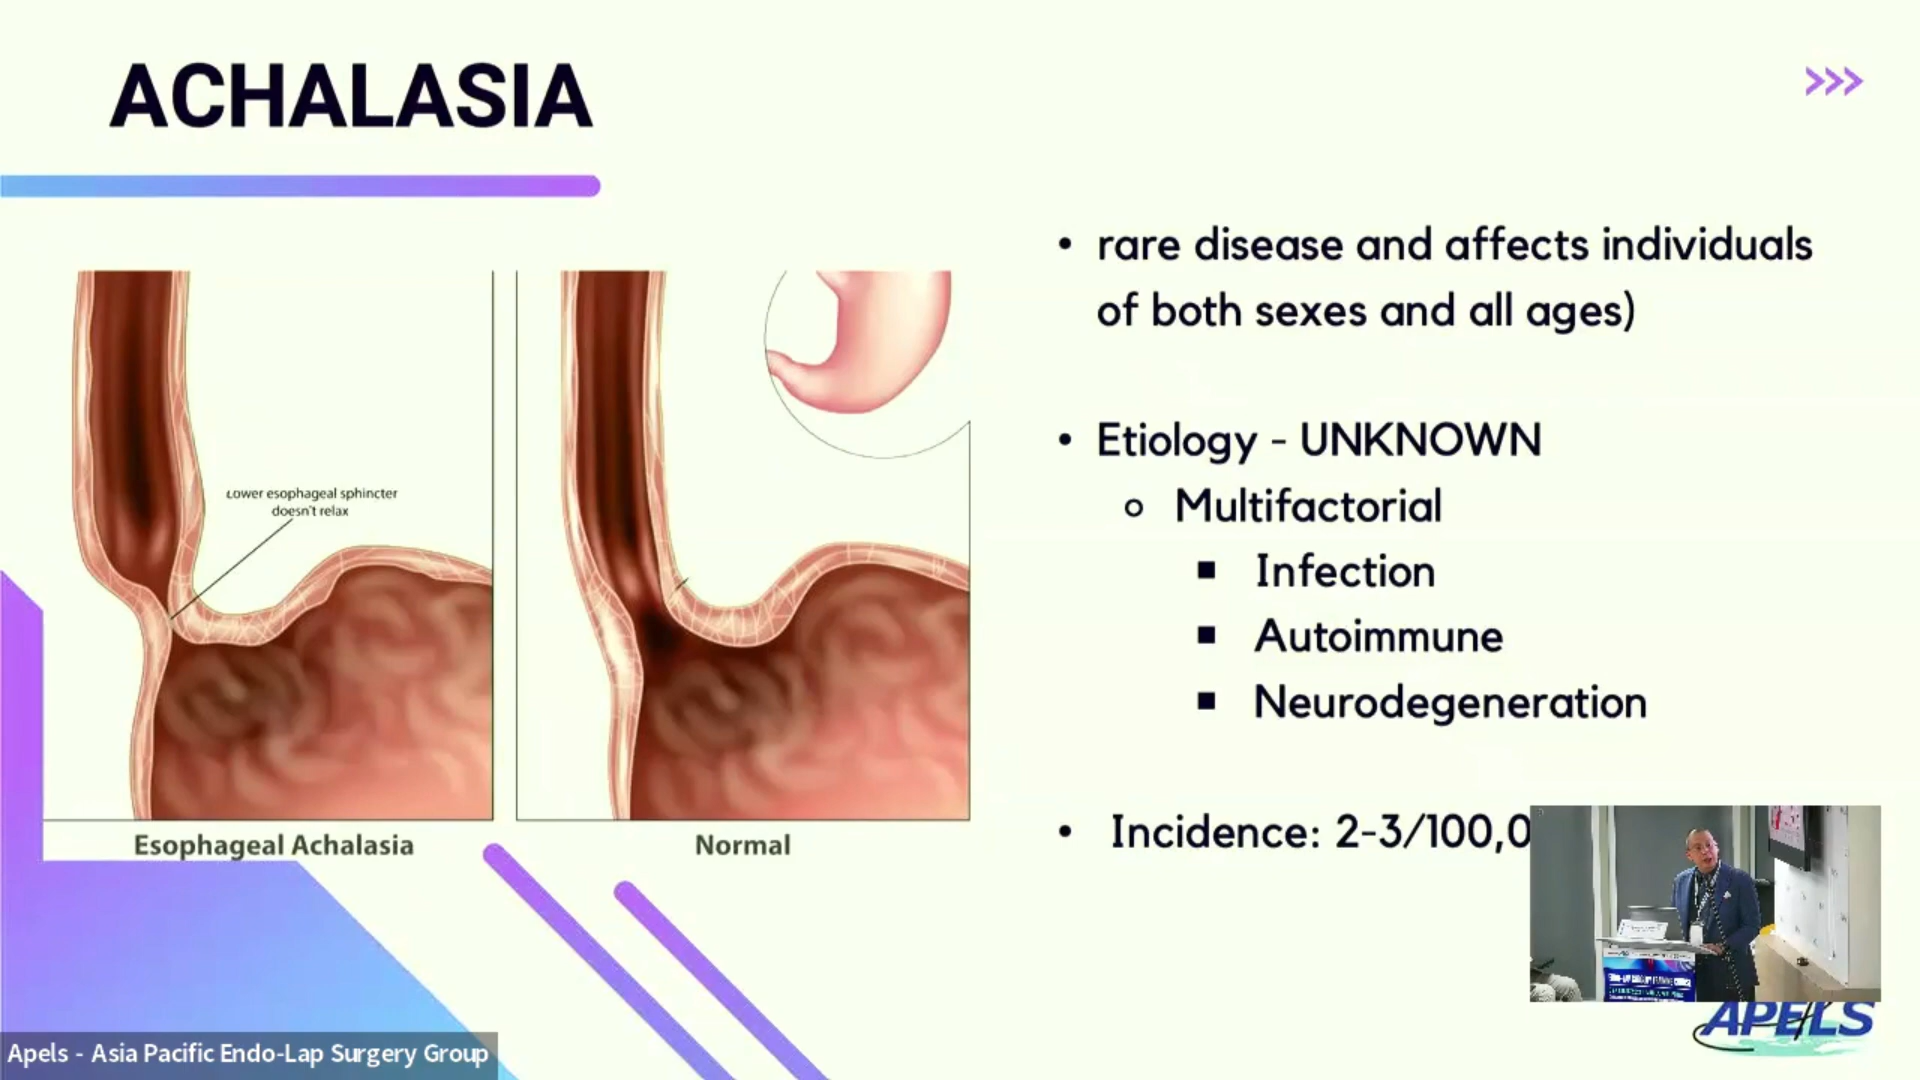 ACHALASIA
rare disease and affects individuals
of both sexes and all ages)
Etiology - UNKNOWN
Multifactorial
Infection
Autoimmune
Neurodegeneration
Incidence: 2-3/100,0
Lower esophageal sphincter
doesn't relax
Esophageal Achalasia
Normal
APELS
Apels - Asia Pacific Endo-Lap Surgery Group